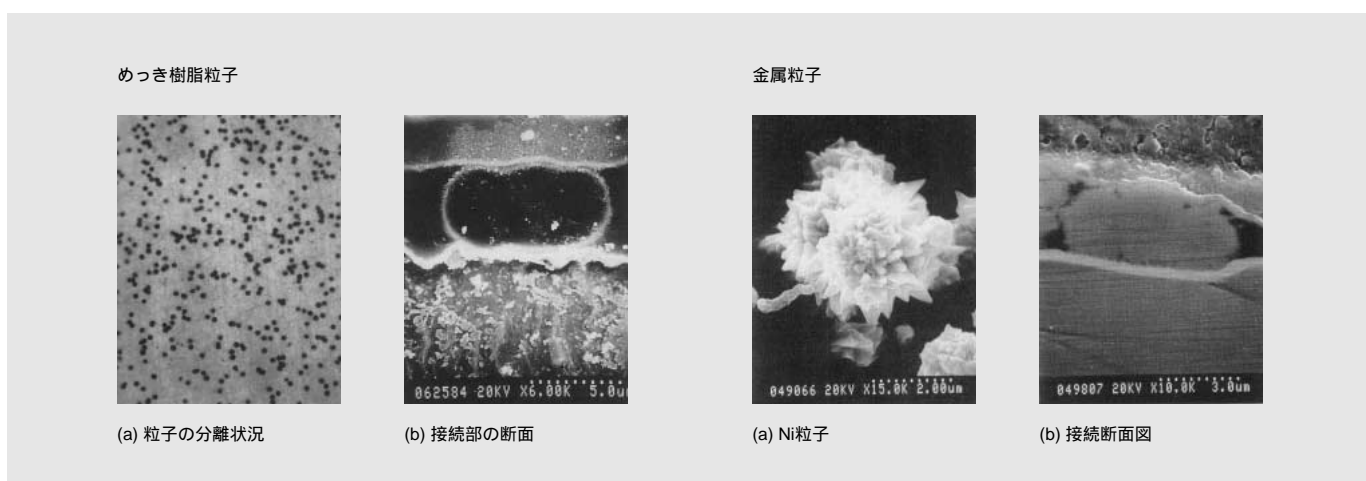 めっき樹脂粒子
金属粒子
062584 20KV X6.00K 5.0um
049066 20KV X15.0K 2.00um
049807 20KV X10.0K 3.0um
(a) 粒子の分離状況
(b) 接続部の断面
(a) Ni粒子
(b) 接続断面図